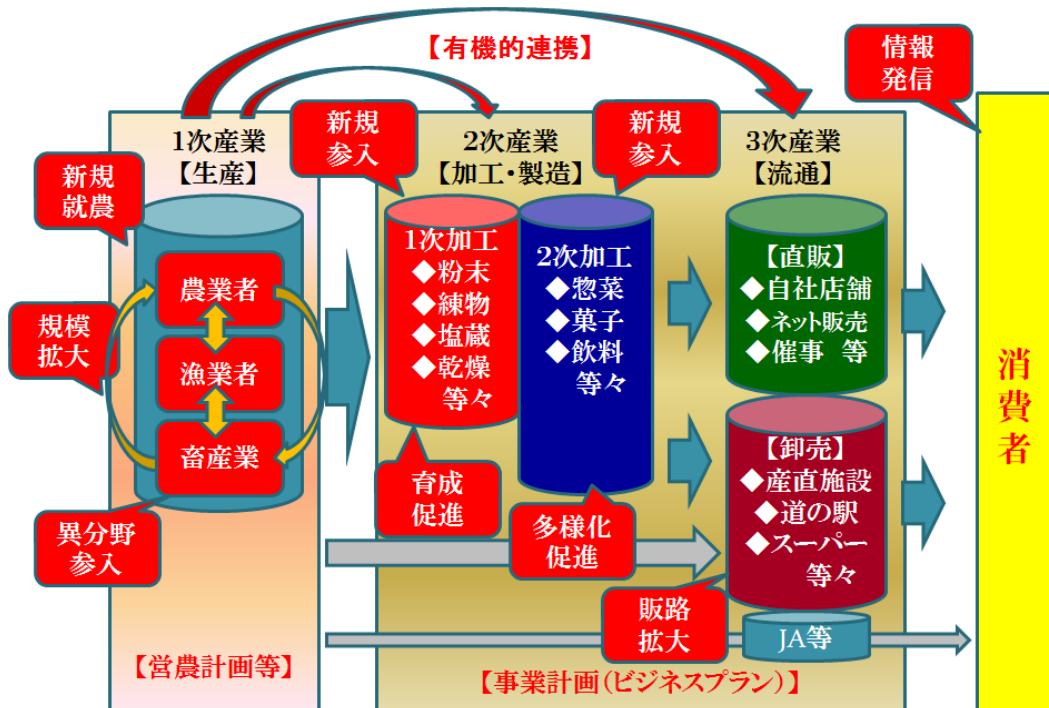 【有機的連携】
情報
発信
1次産業
【生産】
新規
参入
2次産業
【加工・製造】
新規
参入
3次産業
【流通】
新規
就農
農業者
漁業者
畜産業
規模
拡大
異分野
参入
1次加工
◆粉末
◆練物
◆塩蔵
◆乾燥
等々
2次加工
◆惣菜
◆菓子
◆飲料
等々
【直販】
◆自社店舗
◆ネット販売
◆催事 等
【卸売】
◆産直施設
◆道の駅
◆スーパー
等々
育成
促進
多様化
促進
販路
拡大
JA等
消費者
【営農計画等】
【事業計画（ビジネスプラン）】